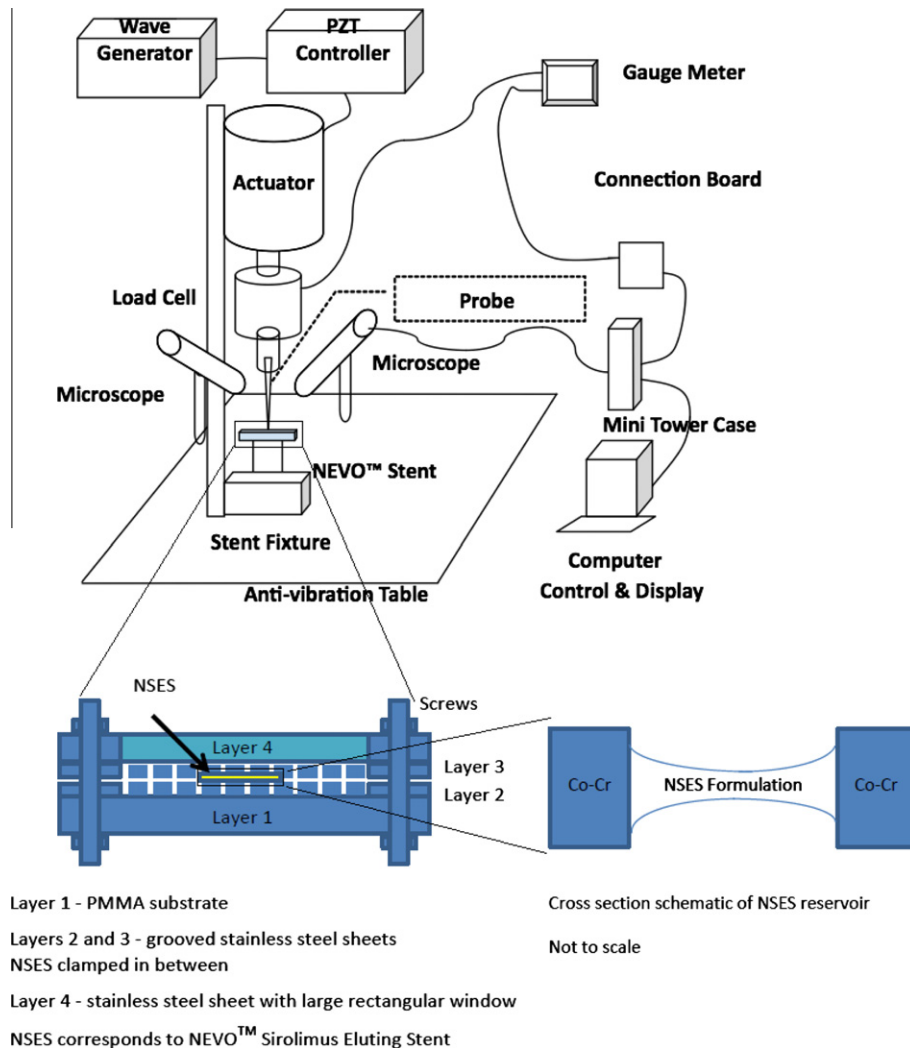 Wave
Generator
PZT
Controller
Gauge Meter
Actuator
Connection Board
Load Cell
Probe
Microscope
Microscope
Mini Tower Case
NEVO™ Stent
Stent Fixture
Computer
Control & Display
Anti-vibration Table
NSES
Screws
Layer 4
Layer 3
Layer 2
Layer 1
Co-Cr
NSES Formulation
Co-Cr
Layer 1 - PMMA substrate
Layers 2 and 3 - grooved stainless steel sheets
NSES clamped in between
Layer 4 - stainless steel sheet with large rectangular window
NSES corresponds to NEVO™ Sirolimus Eluting Stent
Cross section schematic of NSES reservoir
Not to scale